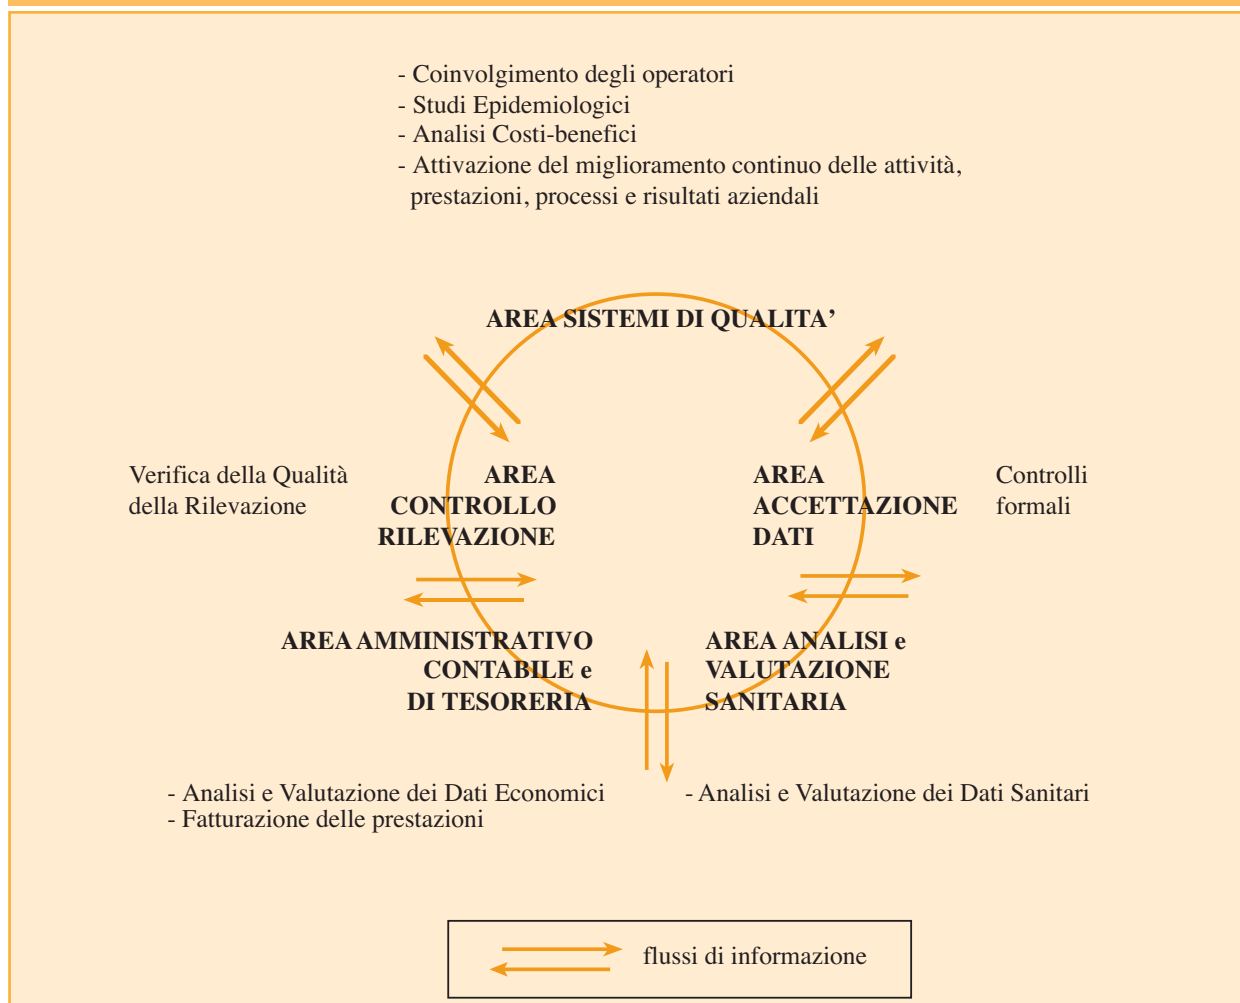 - Coinvolgimento degli operatori
- Studi Epidemiologici
- Analisi Costi-benefici
- Attivazione del miglioramento continuo delle attività,
prestazioni, processi e risultati aziendali
AREA SISTEMI DI QUALITA’
Verifica della Qualità
della Rilevazione
AREA
CONTROLLO
RILEVAZIONE
AREA
ACCETTAZIONE
DATI
Controlli
formali
AREA AMMINISTRATIVO
CONTABILE e
DI TESORERIA
AREA ANALISI e
VALUTAZIONE
SANITARIA
- Analisi e Valutazione dei Dati Economici
- Fatturazione delle prestazioni
- Analisi e Valutazione dei Dati Sanitari
flussi di informazione